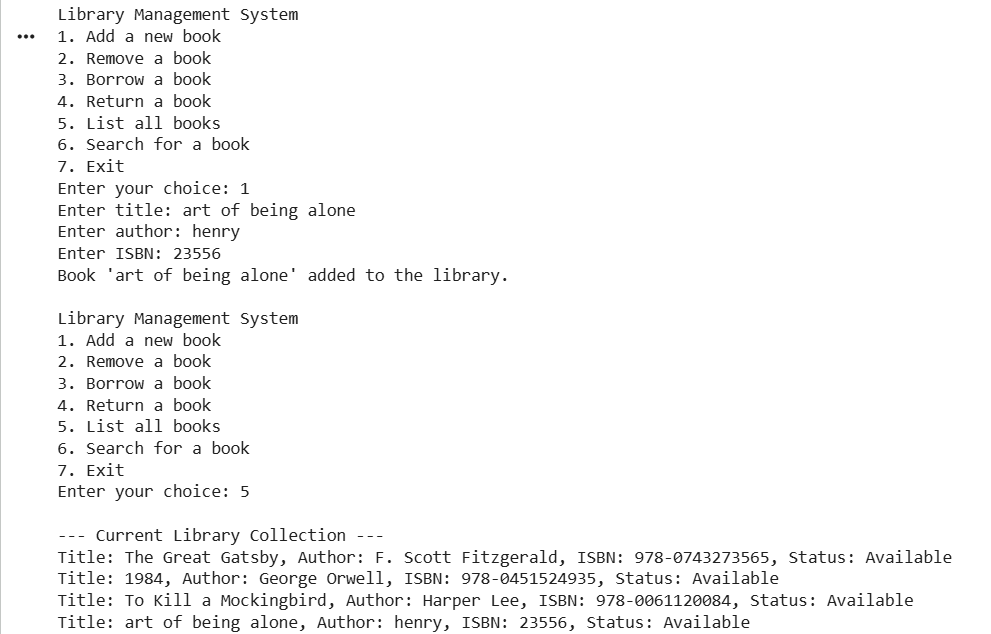 Library Management System
1. Add a new book
2. Remove a book
3. Borrow a book
4. Return a book
5. List all books
6. Search for a book
7. Exit
Enter your choice: 1
Enter title: art of being alone
Enter author: henry
Enter ISBN: 23556
Book 'art of being alone' added to the library.

Library Management System
1. Add a new book
2. Remove a book
3. Borrow a book
4. Return a book
5. List all books
6. Search for a book
7. Exit
Enter your choice: 5

--- Current Library Collection ---
Title: The Great Gatsby, Author: F. Scott Fitzgerald, ISBN: 978-0743273565, Status: Available
Title: 1984, Author: George Orwell, ISBN: 978-0451524935, Status: Available
Title: To Kill a Mockingbird, Author: Harper Lee, ISBN: 978-0061120084, Status: Available
Title: art of being alone, Author: henry, ISBN: 23556, Status: Available